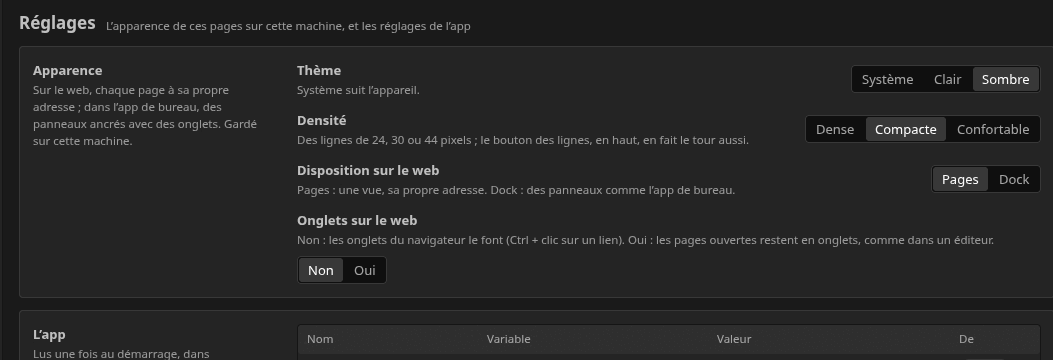 Réglages L’apparence de ces pages sur cette machine, et les réglages de l’app
Apparence
Sur le web, chaque page à sa propre
adresse ; dans l’app de bureau, des
panneaux ancrés avec des onglets. Gardé
sur cette machine.
Thème
Système suit l’appareil.
Système Clair Sombre
Densité
Des lignes de 24, 30 ou 44 pixels ; le bouton des lignes, en haut, en fait le tour aussi.
Dense Compacte Confortable
Disposition sur le web
Pages : une vue, sa propre adresse. Dock : des panneaux comme l’app de bureau.
Pages Dock
Onglets sur le web
Non : les onglets du navigateur le font (Ctrl + clic sur un lien). Oui : les pages ouvertes restent en onglets, comme dans un éditeur.
Non Oui
L’app
Lus une fois au démarrage, dans
Nom Variable Valeur De